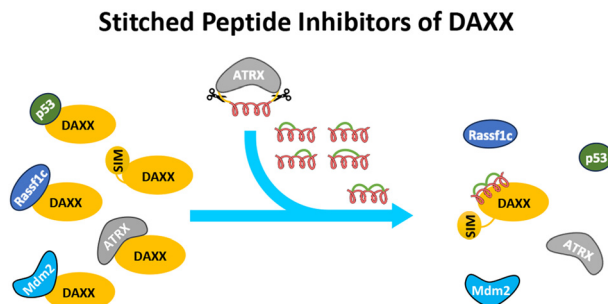 Stitched Peptide Inhibitors of DAXX
ATRX
p53
DAXX
SIM
DAXX
Rassf1c
DAXX
ATRX
DAXX
Mdm2
DAXX
Rassf1c
p53
DAXX
SIM
ATRX
Mdm2